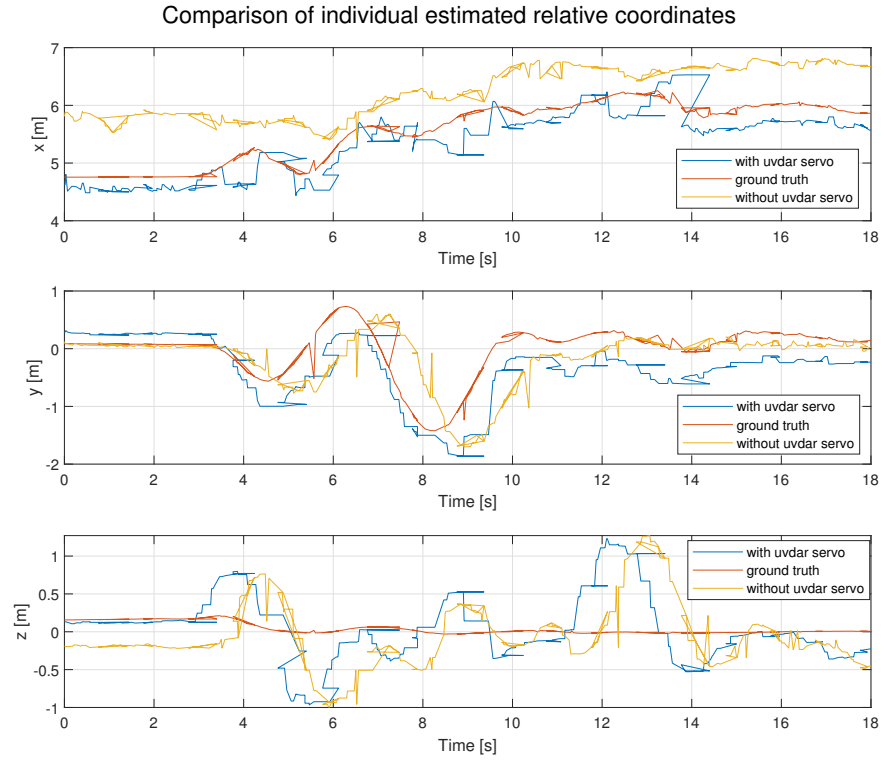 Comparison of individual estimated relative coordinates
7
6
5
4
x [m]
with uvdar servo
ground truth
without uvdar servo
0 2 4 6 8 10 12 14 16 18
Time [s]
1
0
-1
-2
y [m]
with uvdar servo
ground truth
without uvdar servo
0 2 4 6 8 10 12 14 16 18
Time [s]
1
0.5
0
-0.5
-1
z [m]
with uvdar servo
ground truth
without uvdar servo
0 2 4 6 8 10 12 14 16 18
Time [s]